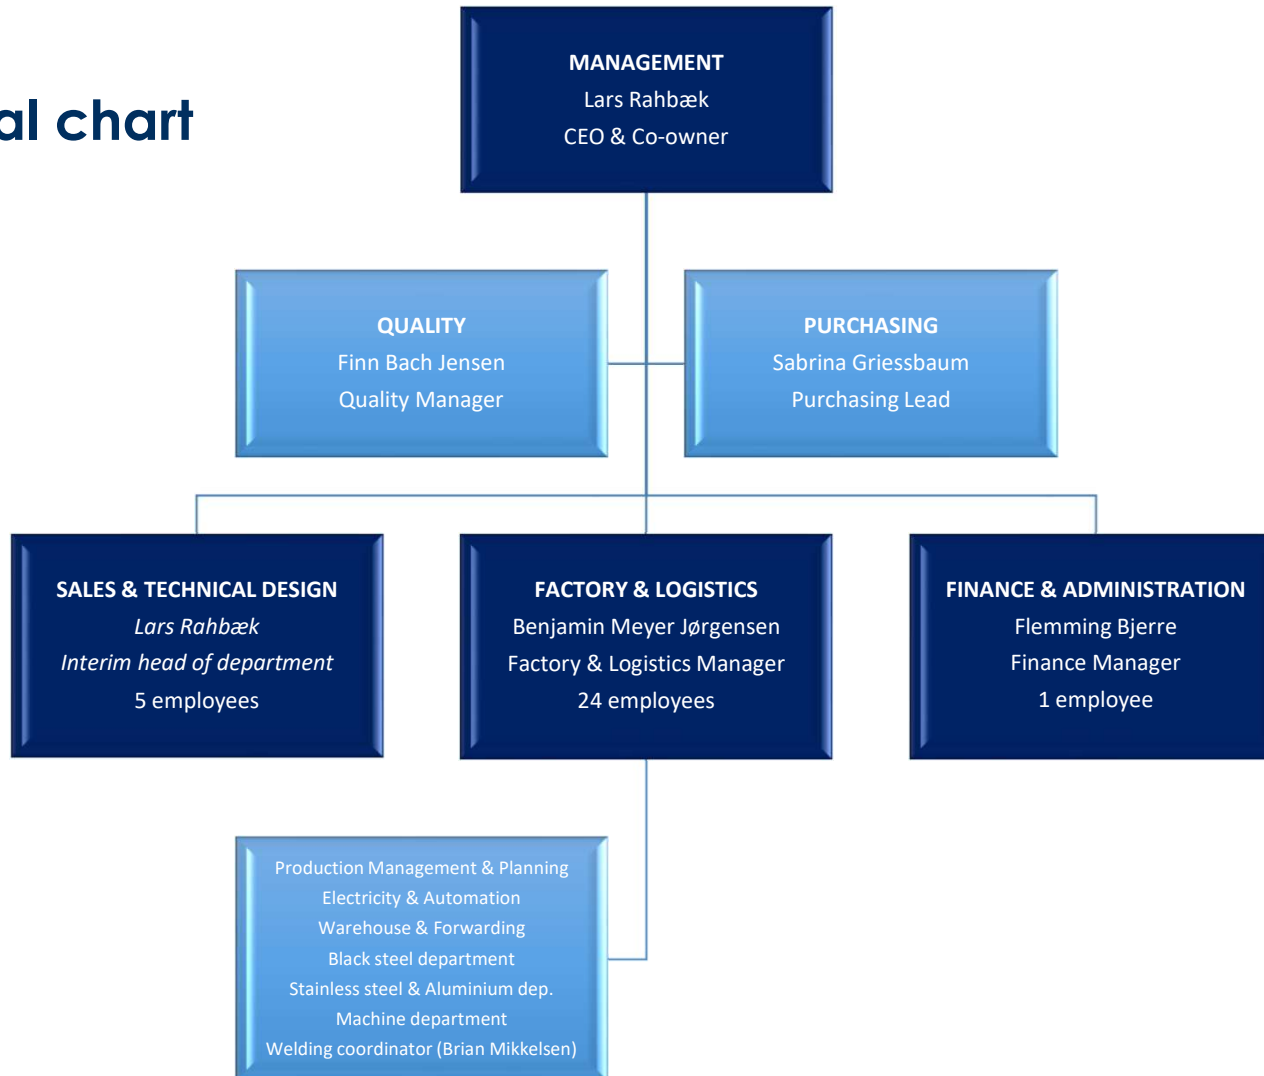 al chart
MANAGEMENT
Lars Rahbæk
CEO & Co-owner
QUALITY
Finn Bach Jensen
Quality Manager
PURCHASING
Sabrina Griessbaum
Purchasing Lead
SALES & TECHNICAL DESIGN
Lars Rahbæk
Interim head of department
5 employees
FACTORY & LOGISTICS
Benjamin Meyer Jørgensen
Factory & Logistics Manager
24 employees
FINANCE & ADMINISTRATION
Flemming Bjerre
Finance Manager
1 employee
Production Management & Planning
Electricity & Automation
Warehouse & Forwarding
Black steel department
Stainless steel & Aluminium dep.
Machine department
Welding coordinator (Brian Mikkelsen)